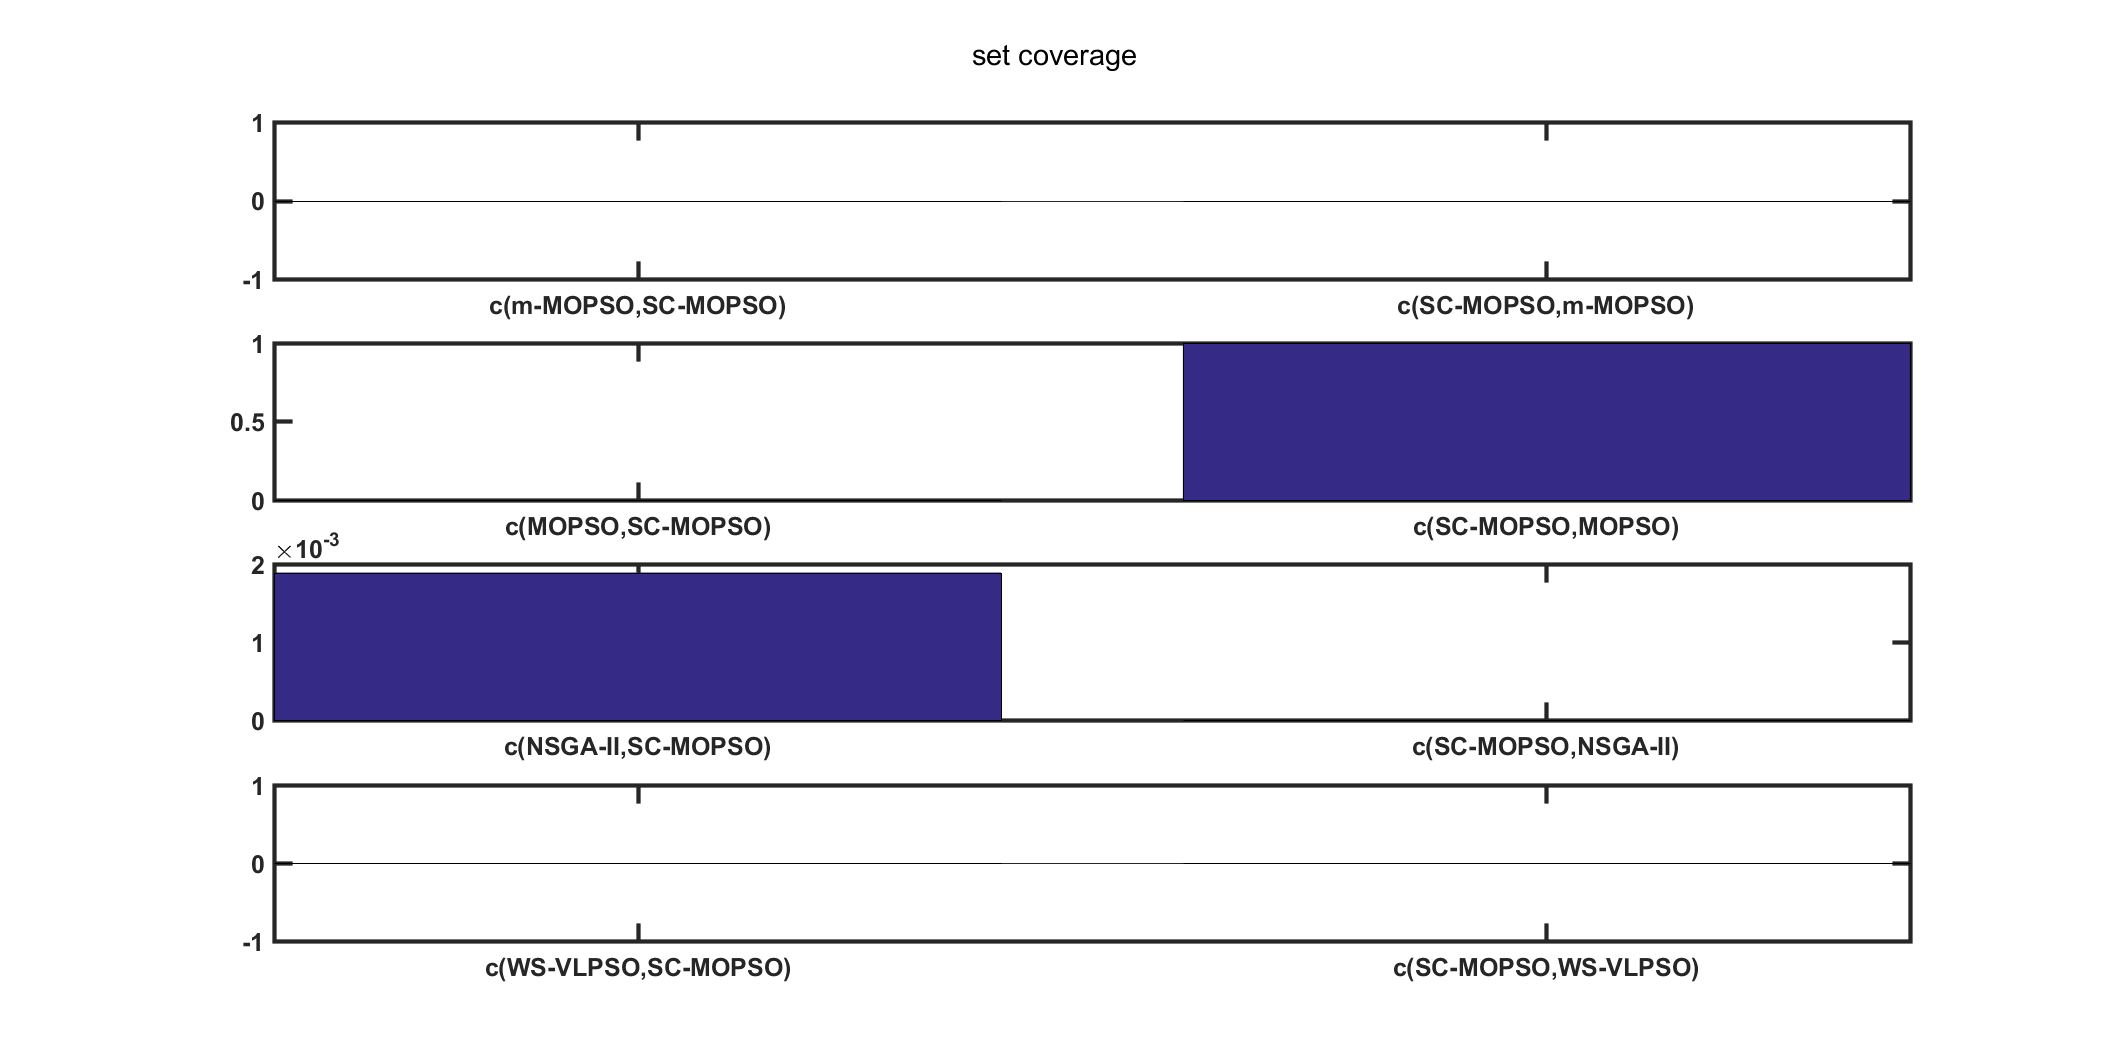 set coverage
1
0
-1
c(m-MOPSO,SC-MOPSO) c(SC-MOPSO,m-MOPSO)
1
0.5
0
c(MOPSO,SC-MOPSO) c(SC-MOPSO,MOPSO)
×10^-3
2
1
0
c(NSGA-II,SC-MOPSO) c(SC-MOPSO,NSGA-II)
1
0
-1
c(WS-VLPSO,SC-MOPSO) c(SC-MOPSO,WS-VLPSO)